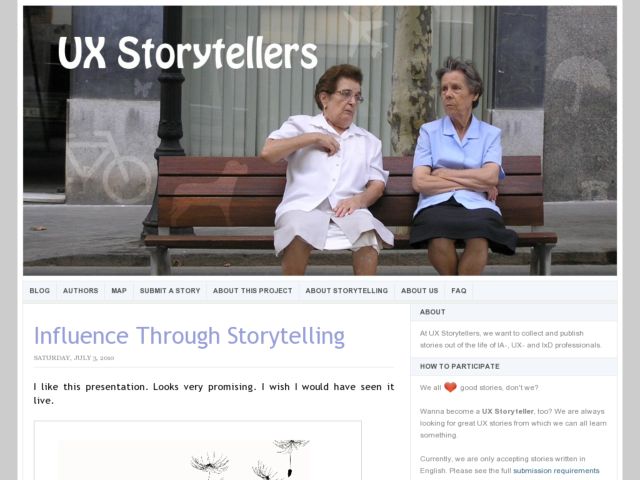 UX Storytellers
BLOG AUTHORS MAP SUBMIT A STORY ABOUT THIS PROJECT ABOUT STORYTELLING ABOUT US FAQ
Influence Through Storytelling
SATURDAY, JULY 3, 2010
I like this presentation. Looks very promising. I wish I would have seen it
live.
ABOUT
At UX Storytellers, we want to collect and publish
stories out of the life of IA-, UX- and IxD professionals.
HOW TO PARTICIPATE
We all good stories, don't we?
Wanna become a UX Storyteller, too? We are always
looking for great UX stories from which we can all learn
something.
Currently, we are only accepting stories written in
English. Please see the full submission requirements